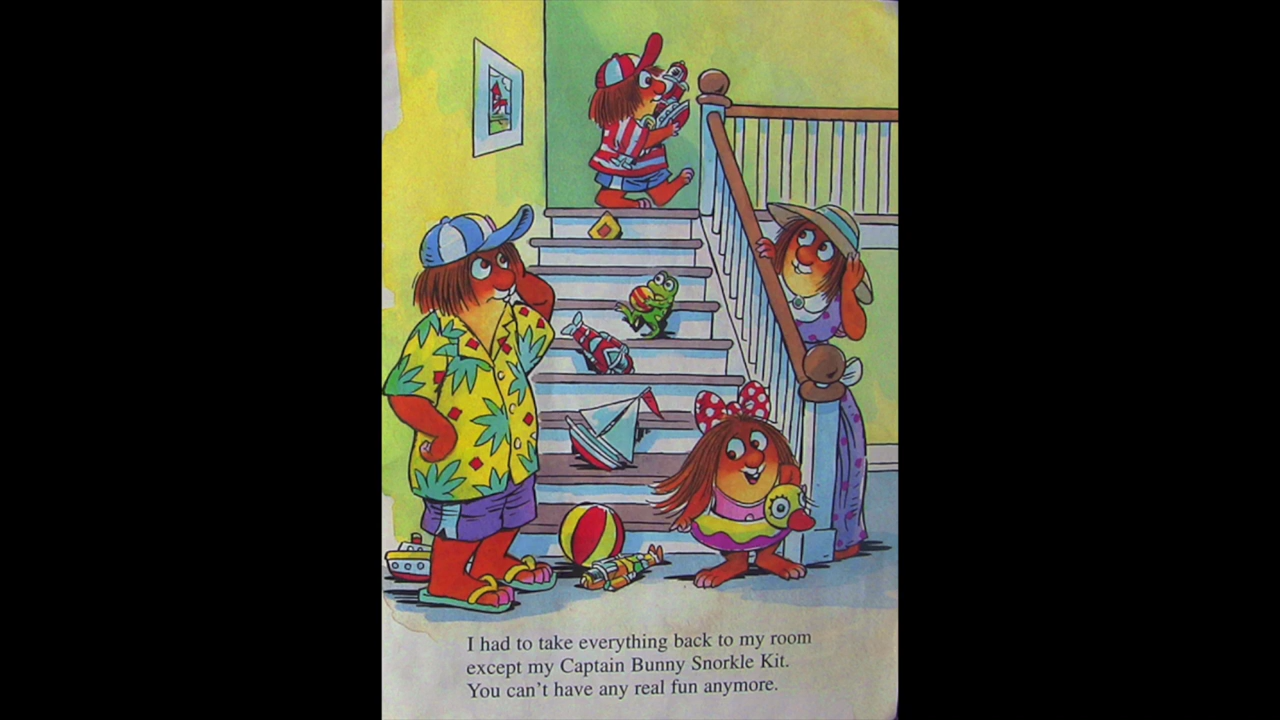 I had to take everything back to my room
except my Captain Bunny Snorkle Kit.
You can't have any real fun anymore.